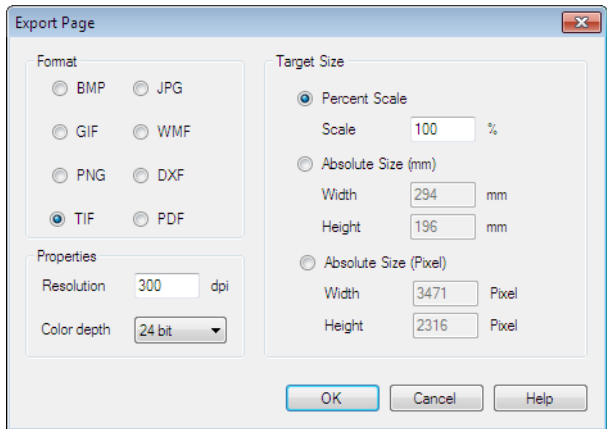 Export Page
Format
BMP JPG
GIF WMF
PNG DXF
TIF PDF
Properties
Resolution 300 dpi
Color depth 24 bit
Target Size
Percent Scale
Scale 100 %
Absolute Size (mm)
Width 294 mm
Height 196 mm
Absolute Size (Pixel)
Width 3471 Pixel
Height 2316 Pixel
OK Cancel Help